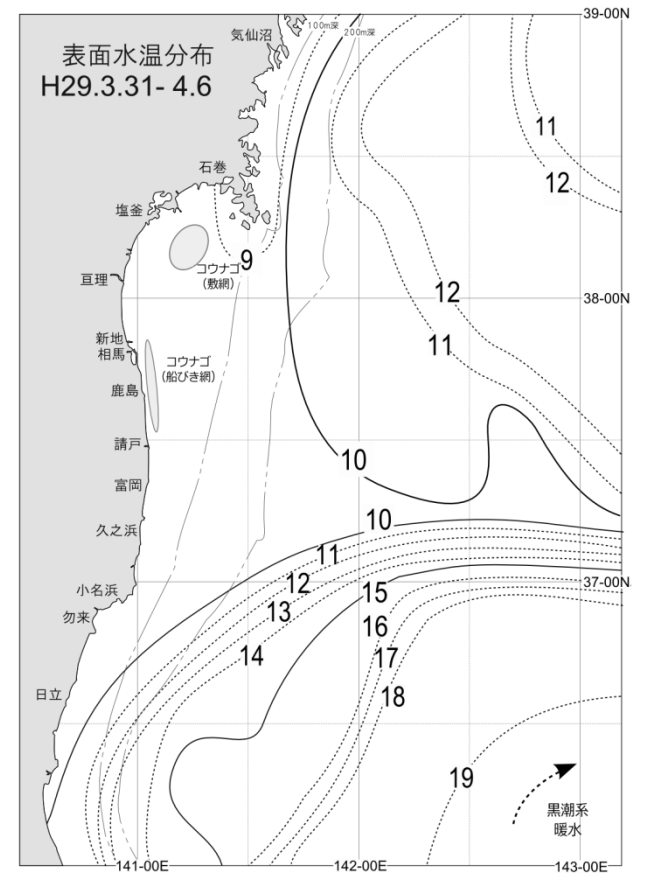 39-00N
気仙沼
100m深
200m深
表面水温分布
H29.3.31- 4.6
11
12
石巻
塩釜
9
コウナゴ
(敷網)
亘理
12
38-00N
新地
相馬
11
コウナゴ
(船びき網)
鹿島
請戸
10
富岡
10
久之浜
11
12
15
37-00N
小名浜
13
勿来
16
14
17
日立
18
19
黒潮系
暖水
141-00E
142-00E
143-00E